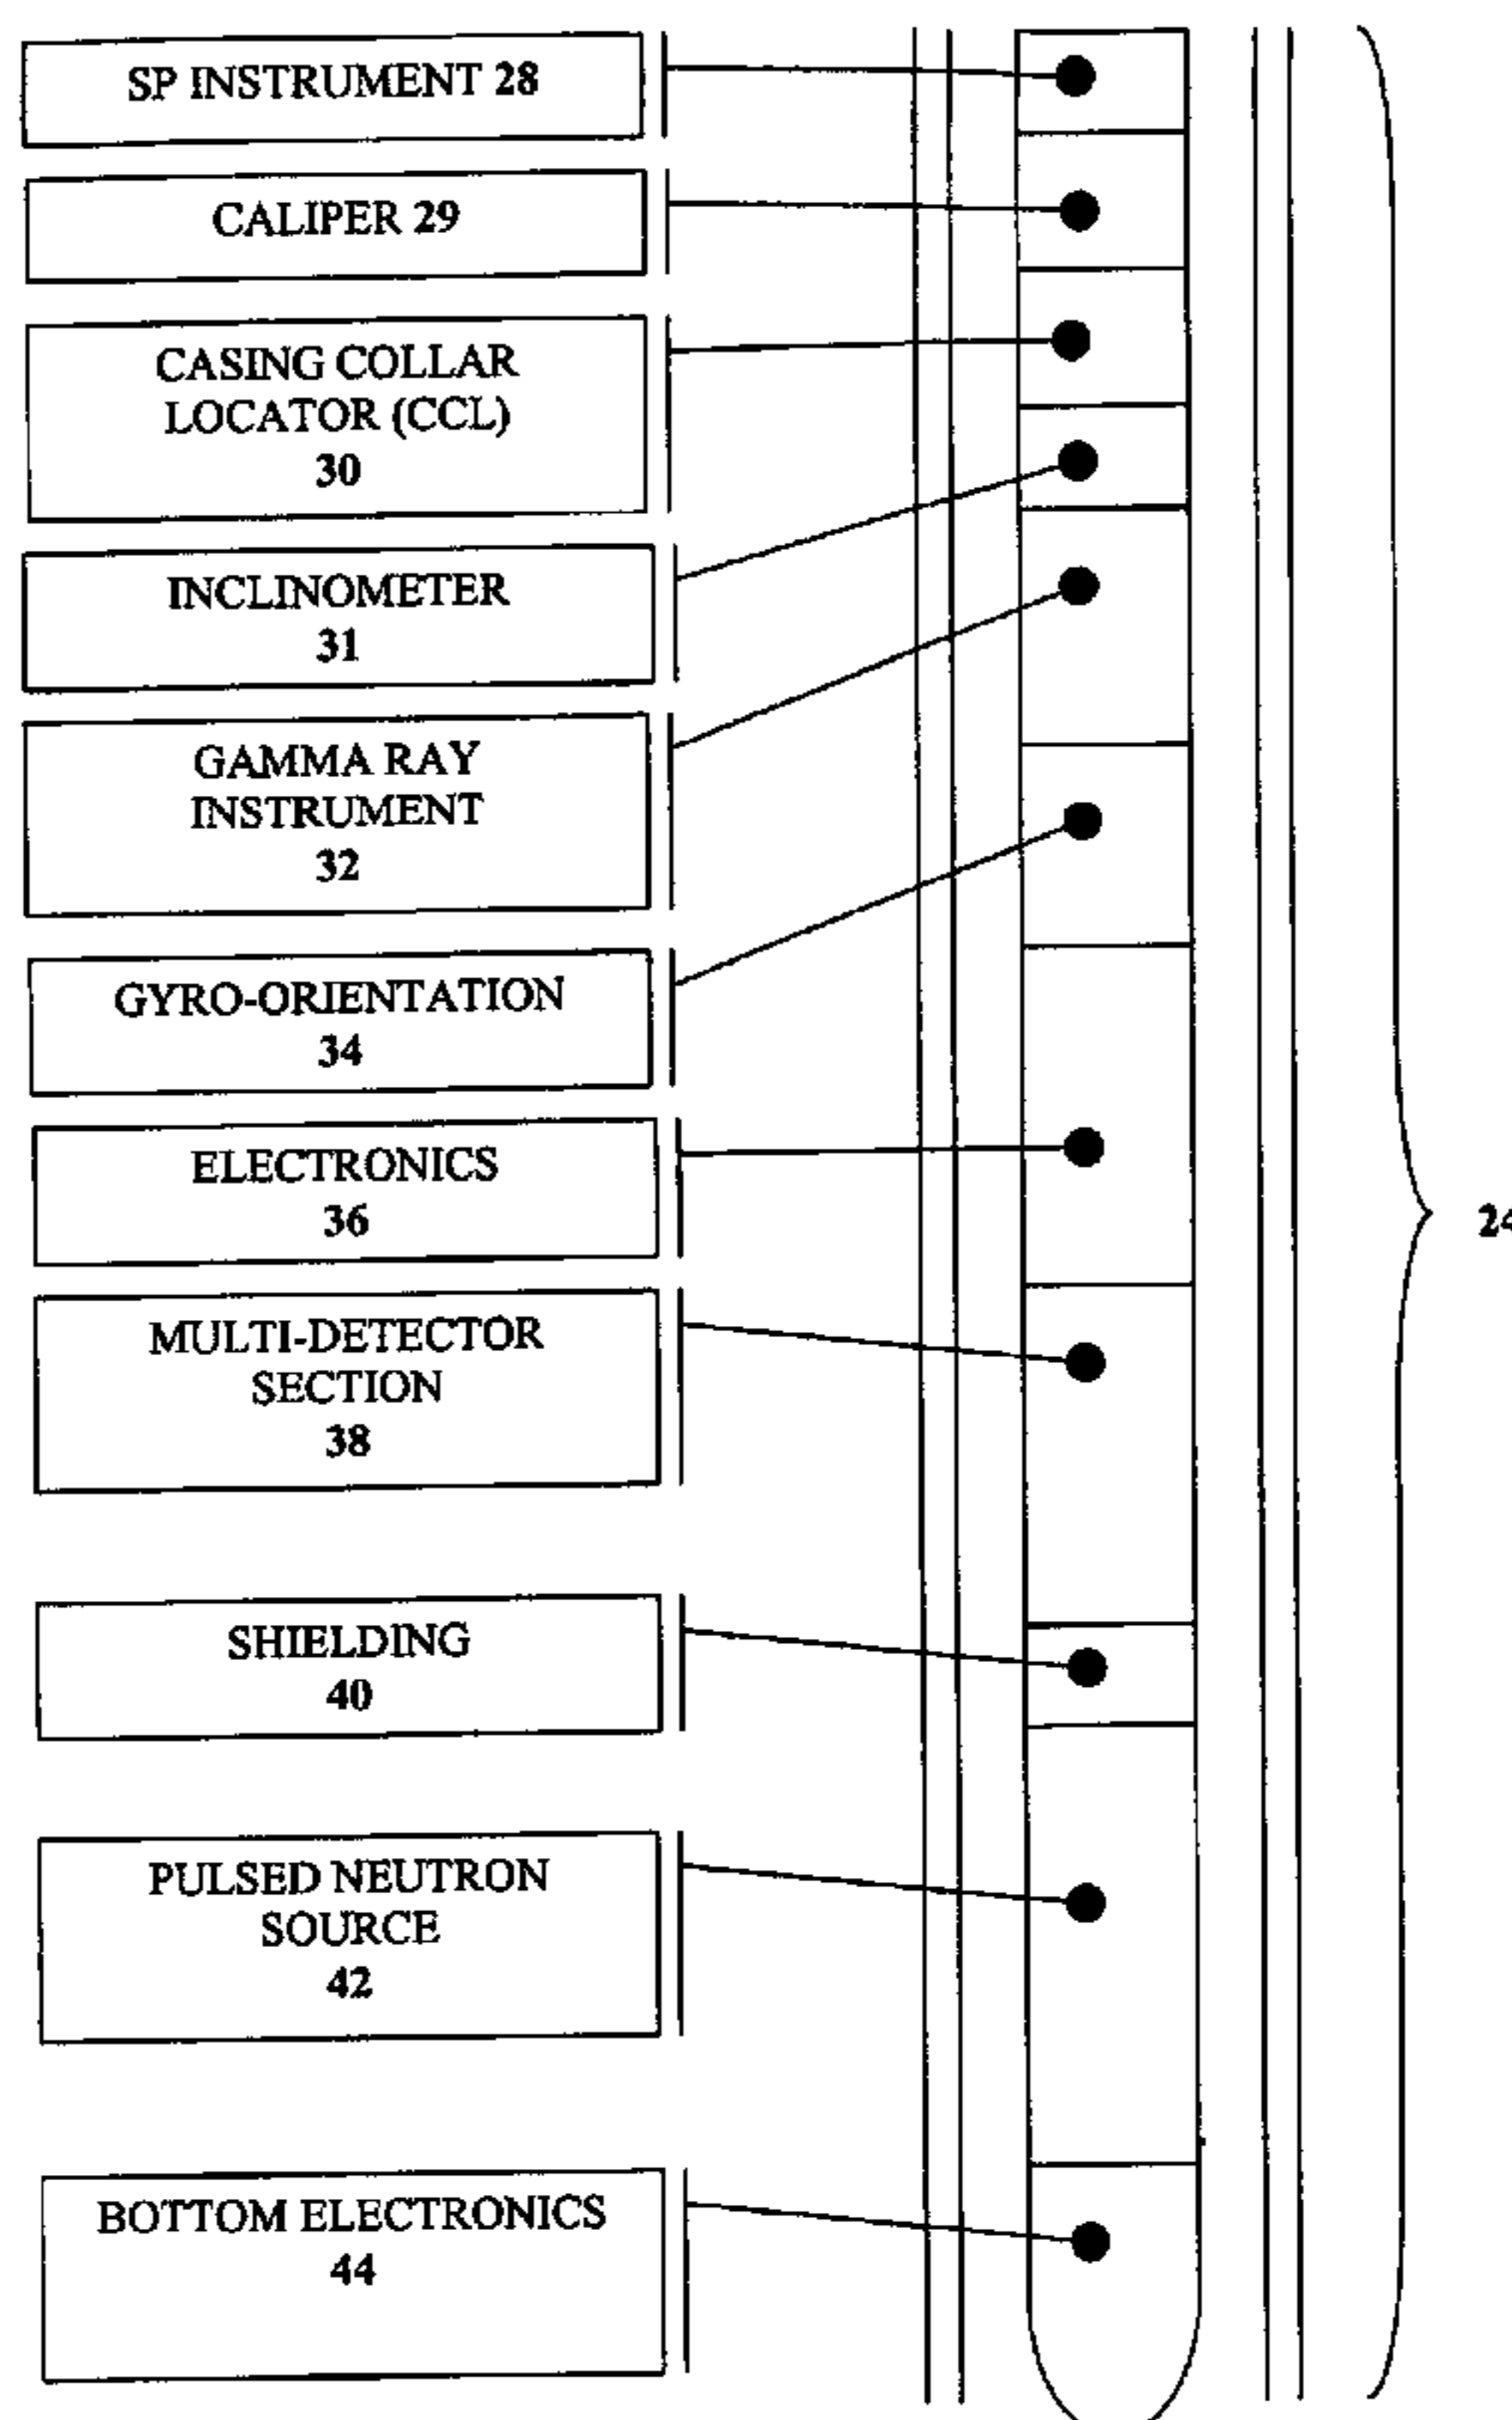 SP INSTRUMENT 28
CALIPER 29
CASING COLLAR
LOCATOR (CCL)
30
INCLINOMETER
31
GAMMA RAY
INSTRUMENT
32
GYRO-ORIENTATION
34
ELECTRONICS
36
24
MULTI-DETECTOR
SECTION
38
SHIELDING
40
PULSED NEUTRON
SOURCE
42
BOTTOM ELECTRONICS
44